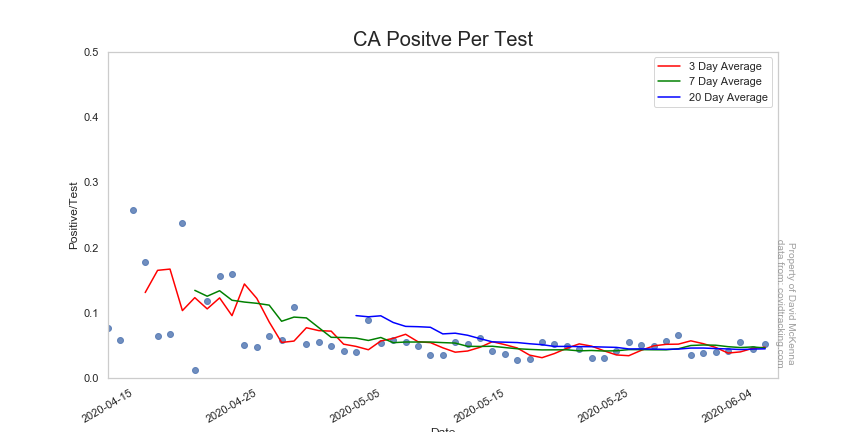 CA Positve Per Test
0.5
0.4
0.3
0.2
0.1
0.0
Positive/Test
3 Day Average
7 Day Average
20 Day Average
Property of David McKenna
data from: covidtracking.com
2020-04-15
2020-04-25
2020-05-05
2020-05-15
2020-05-25
2020-06-04
Date